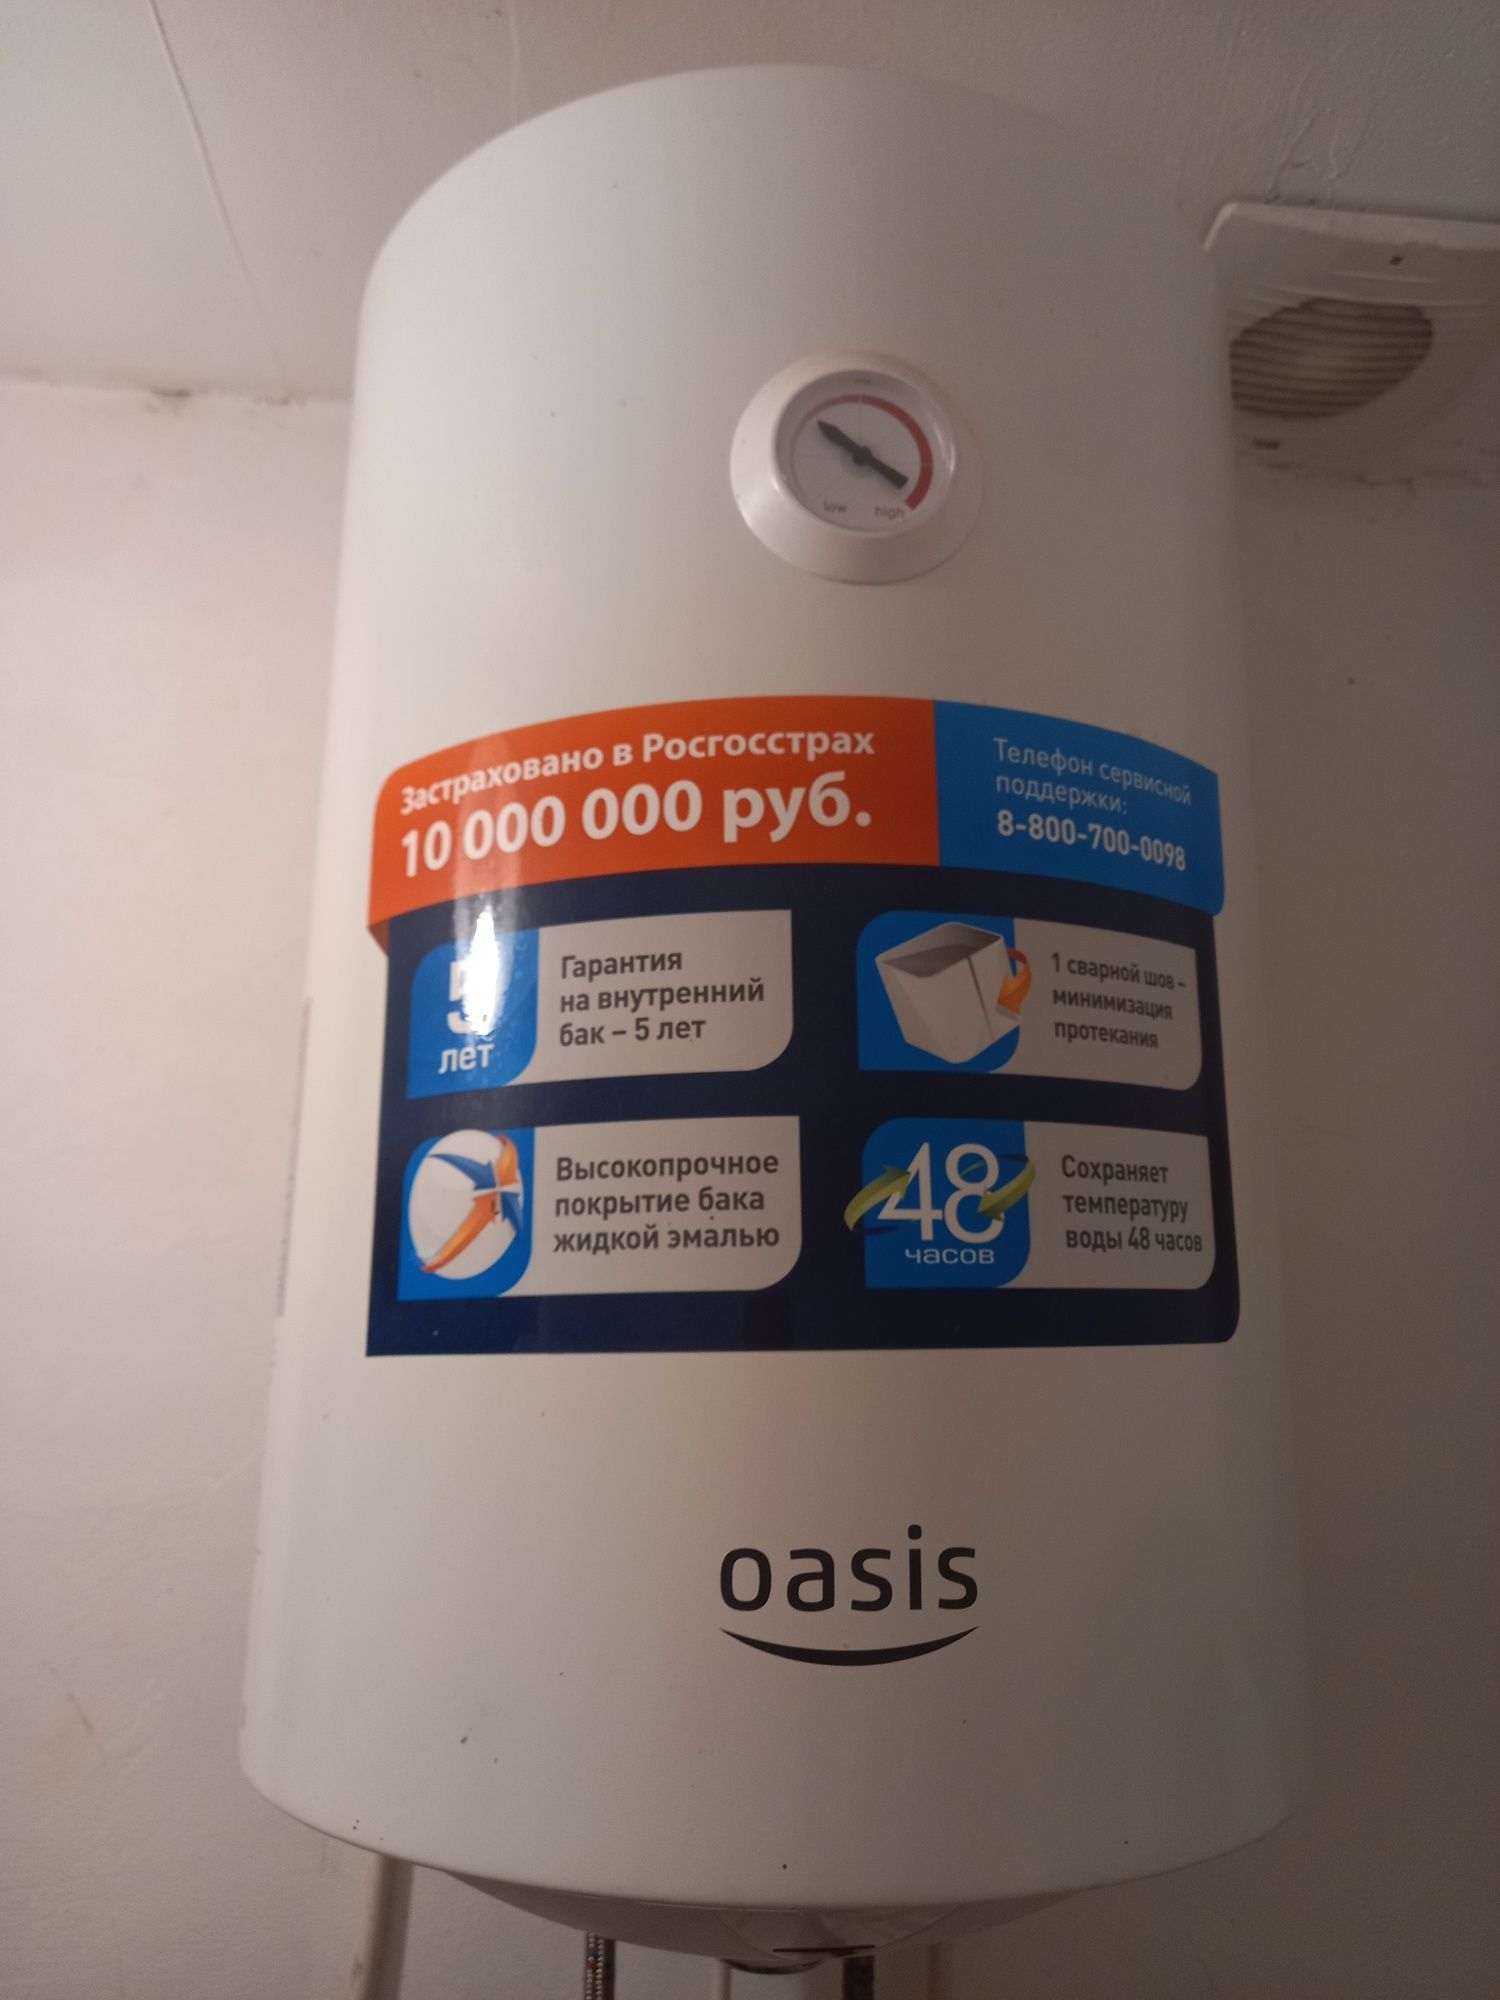 low high
Застраховано в Росгосстрах
10 000 000 руб.
Телефон сервисной
поддержки:
8-800-700-0098
5
лет
Гарантия
на внутренний
бак – 5 лет
1 сварной шов –
минимизация
протекания
Высокопрочное
покрытие бака
жидкой эмалью
48
часов
Сохраняет
температуру
воды 48 часов
oasis